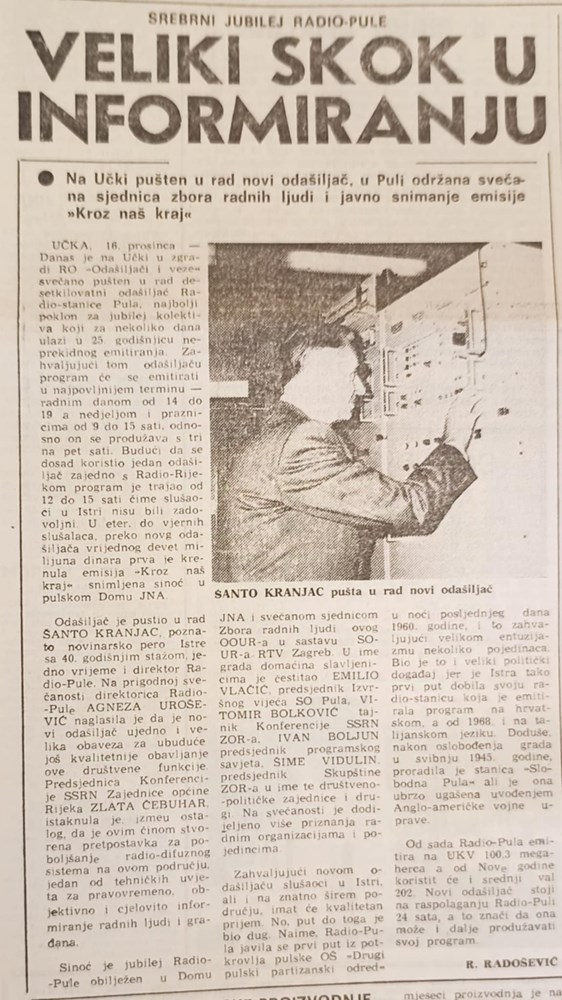 SREBRNI JUBILEJ RADIO-PULE
VELIKI SKOK U
INFORMIRANJU
● Na Učki pušten u rad novi odašiljač, u Puli održana sveča-
na sjednica zbora radnih ljudi i javno snimanje emisije
»Kroz naš kraj«
UČKA, 16. prosinca —
Danas je na Učki u zgra-
di RO »Odašiljači i veze«
svečano pušten u rad de-
setkilovatni odašiljač Ra-
dio-stanice Pula, najbolji
poklon za jubilej kolekti-
va koji za nekoliko dana
ulazi u 25. godišnjicu ne-
prekidnog emitiranja. Za-
hvaljujući tom odašiljaču
program će se emitirati
u najpovoljnijem terminu —
radnim danom od 14 do
19 a nedjeljom i prazni-
cima od 9 do 15 sati, odno-
sno on se produžava s tri
na pet sati. Budući da se
dosad koristio jedan odaši-
ljač zajedno s Radio-Rije-
kom program je trajao od
12 do 15 sati čime slušao-
ci u Istri nisu bili zado-
voljni. U eter, do vjernih
slušalaca, preko novg oda-
šiljača vrijednog devet mi-
lijuna dinara prva je kre-
nula emisija »Kroz naš
kraj« snimljena sinoć u
pulskom Domu JNA.
SANTO KRANJAC pušta u rad novi odašiljač
Odašiljač je pustio u rad
SANTO KRANJAC, pozna-
to novinarsko pero Istre
sa 40. godišnjim stažom, je-
dno vrijeme i direktor Ra-
dio-Pule. Na prigodnoj sve-
čanosti direktorica Radio-
-Pule AGNEZA UROŠE-
VIĆ naglasila je da je no-
vi odašiljač ujedno i ve-
lika obaveza za ubuduće
još kvalitetnije obavljanje
ove društvene funkcije.
Predsjednica Konferenci-
je SSRN Zajednice općine
Rijeka ZLATA ČEBUHAR,
istaknula je, izmeu osta-
log, da je ovim činom stvo-
rena pretpostavka za po-
boljšanje radio-difuznog
sistema na ovom području,
jedan od tehničkih uvje-
ta za pravovremeno, ob-
jektivno i cjelovito infor-
miranje radnih ljudi i gra-
đana.
Sinoć je jubilej Radio-
-Pule obilježen u Domu
JNA i svečanom sjednicom
Zbora radnih ljudi ovog
OOUR-a u sastavu SO-
UR-a RTV Zagreb. U ime
grada domaćina slavljeni-
cima je čestitao EMILIO
VLAČIĆ, predsjednik Izvr-
šnog vijeća SO Pula, VI-
TOMIR BOLKOVIĆ taj-
nik Konferencije SSRN
ZOR-a, IVAN BOLJUN
predsjednik programskog
savjeta, ŠIME VIDULIN,
predsjednik Skupštine
ZOR-a u ime te društveno-
-političke zajednice i dru-
gi. Na svečanosti je dodi-
jeljeno više priznanja ra-
dnim organizacijama i po-
jedincima.
Zahvaljujući novom o-
dašiljaču slušaoci u Istri,
ali i na znatno širem po-
dručju, imat će kvalitetan
prijem. No, put do toga je
bio dug. Naime, Radio-Pu-
la javila se prvi put iz pot-
krovlja pulske OŠ »Drugi
pulski partizanski odred«
u noći posljednjeg dana
1960. godine, i to zahva-
ljujući velikom entuzija-
zmu nekoliko pojedinaca.
Bio je to i veliki politički
događaj jer je Istra tako
prvi put dobila svoju ra-
dio-stanicu koja je emiti-
rala program na hrvat-
skom, a od 1968. i na ta-
lijanskom jeziku. Doduše,
nakon oslobođenja grada
u svibnju 1945. godine,
proradila je stanica »Slo-
bodna Pula« ali je ona
ubrzo ugašena uvođenjem
Anglo-američke vojne u-
prave.
Od sada Radio-Pula emi-
tira na UKV 100,3 mega-
herca a od Nove godine
koristit će i srednji val
202. Novi odašiljač stoji
na raspolaganju Radio-Puli
24 sata, a to znači da ona
može i dalje produžavati
svoj program.
R. RADOŠEVIĆ
mjeseci proizvodnja je na